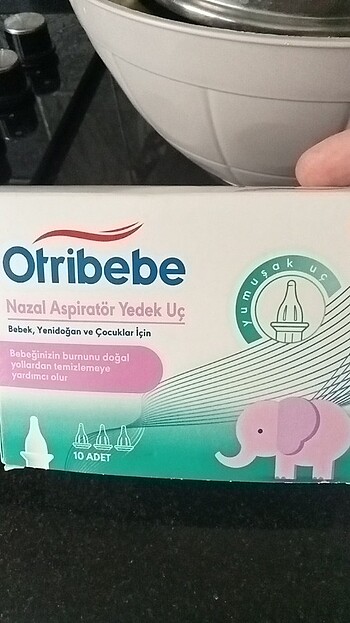 Otribebe
Nazal Aspiratör Yedek Uç
Bebek, Yenidoğan ve Çocuklar İçin
Bebeğinizin burnunu doğal
yollardan temizlemeye
yardımcı olur
yumuşak uç
10 ADET